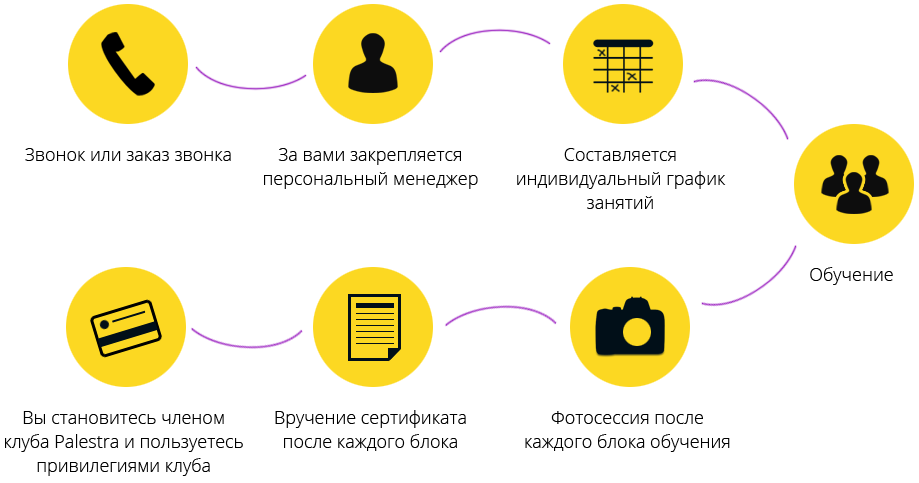 Звонок или заказ звонка
За вами закрепляется
персональный менеджер
Составляется
индивидуальный график
занятий
Обучение
Фотосессия после
каждого блока обучения
Вручение сертификата
после каждого блока
Вы становитесь членом
клуба Palestra и пользуетесь
привилегиями клуба